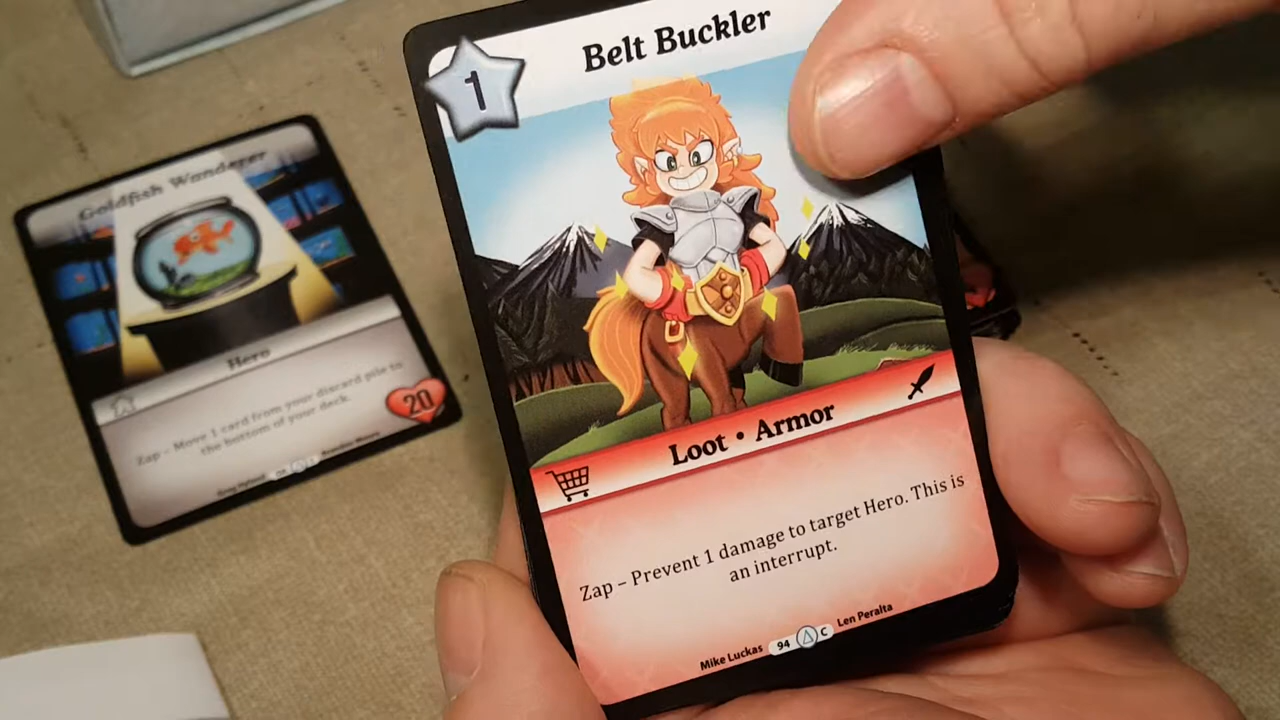 Belt Buckler
1
Loot • Armor
Zap – Prevent 1 damage to target Hero. This is
an interrupt.
Mike Luckas 94 C Len Peralta
Goldfish Wanderer
Hero
20
Zap – Move 1 card from your discard pile to
the bottom of your deck.